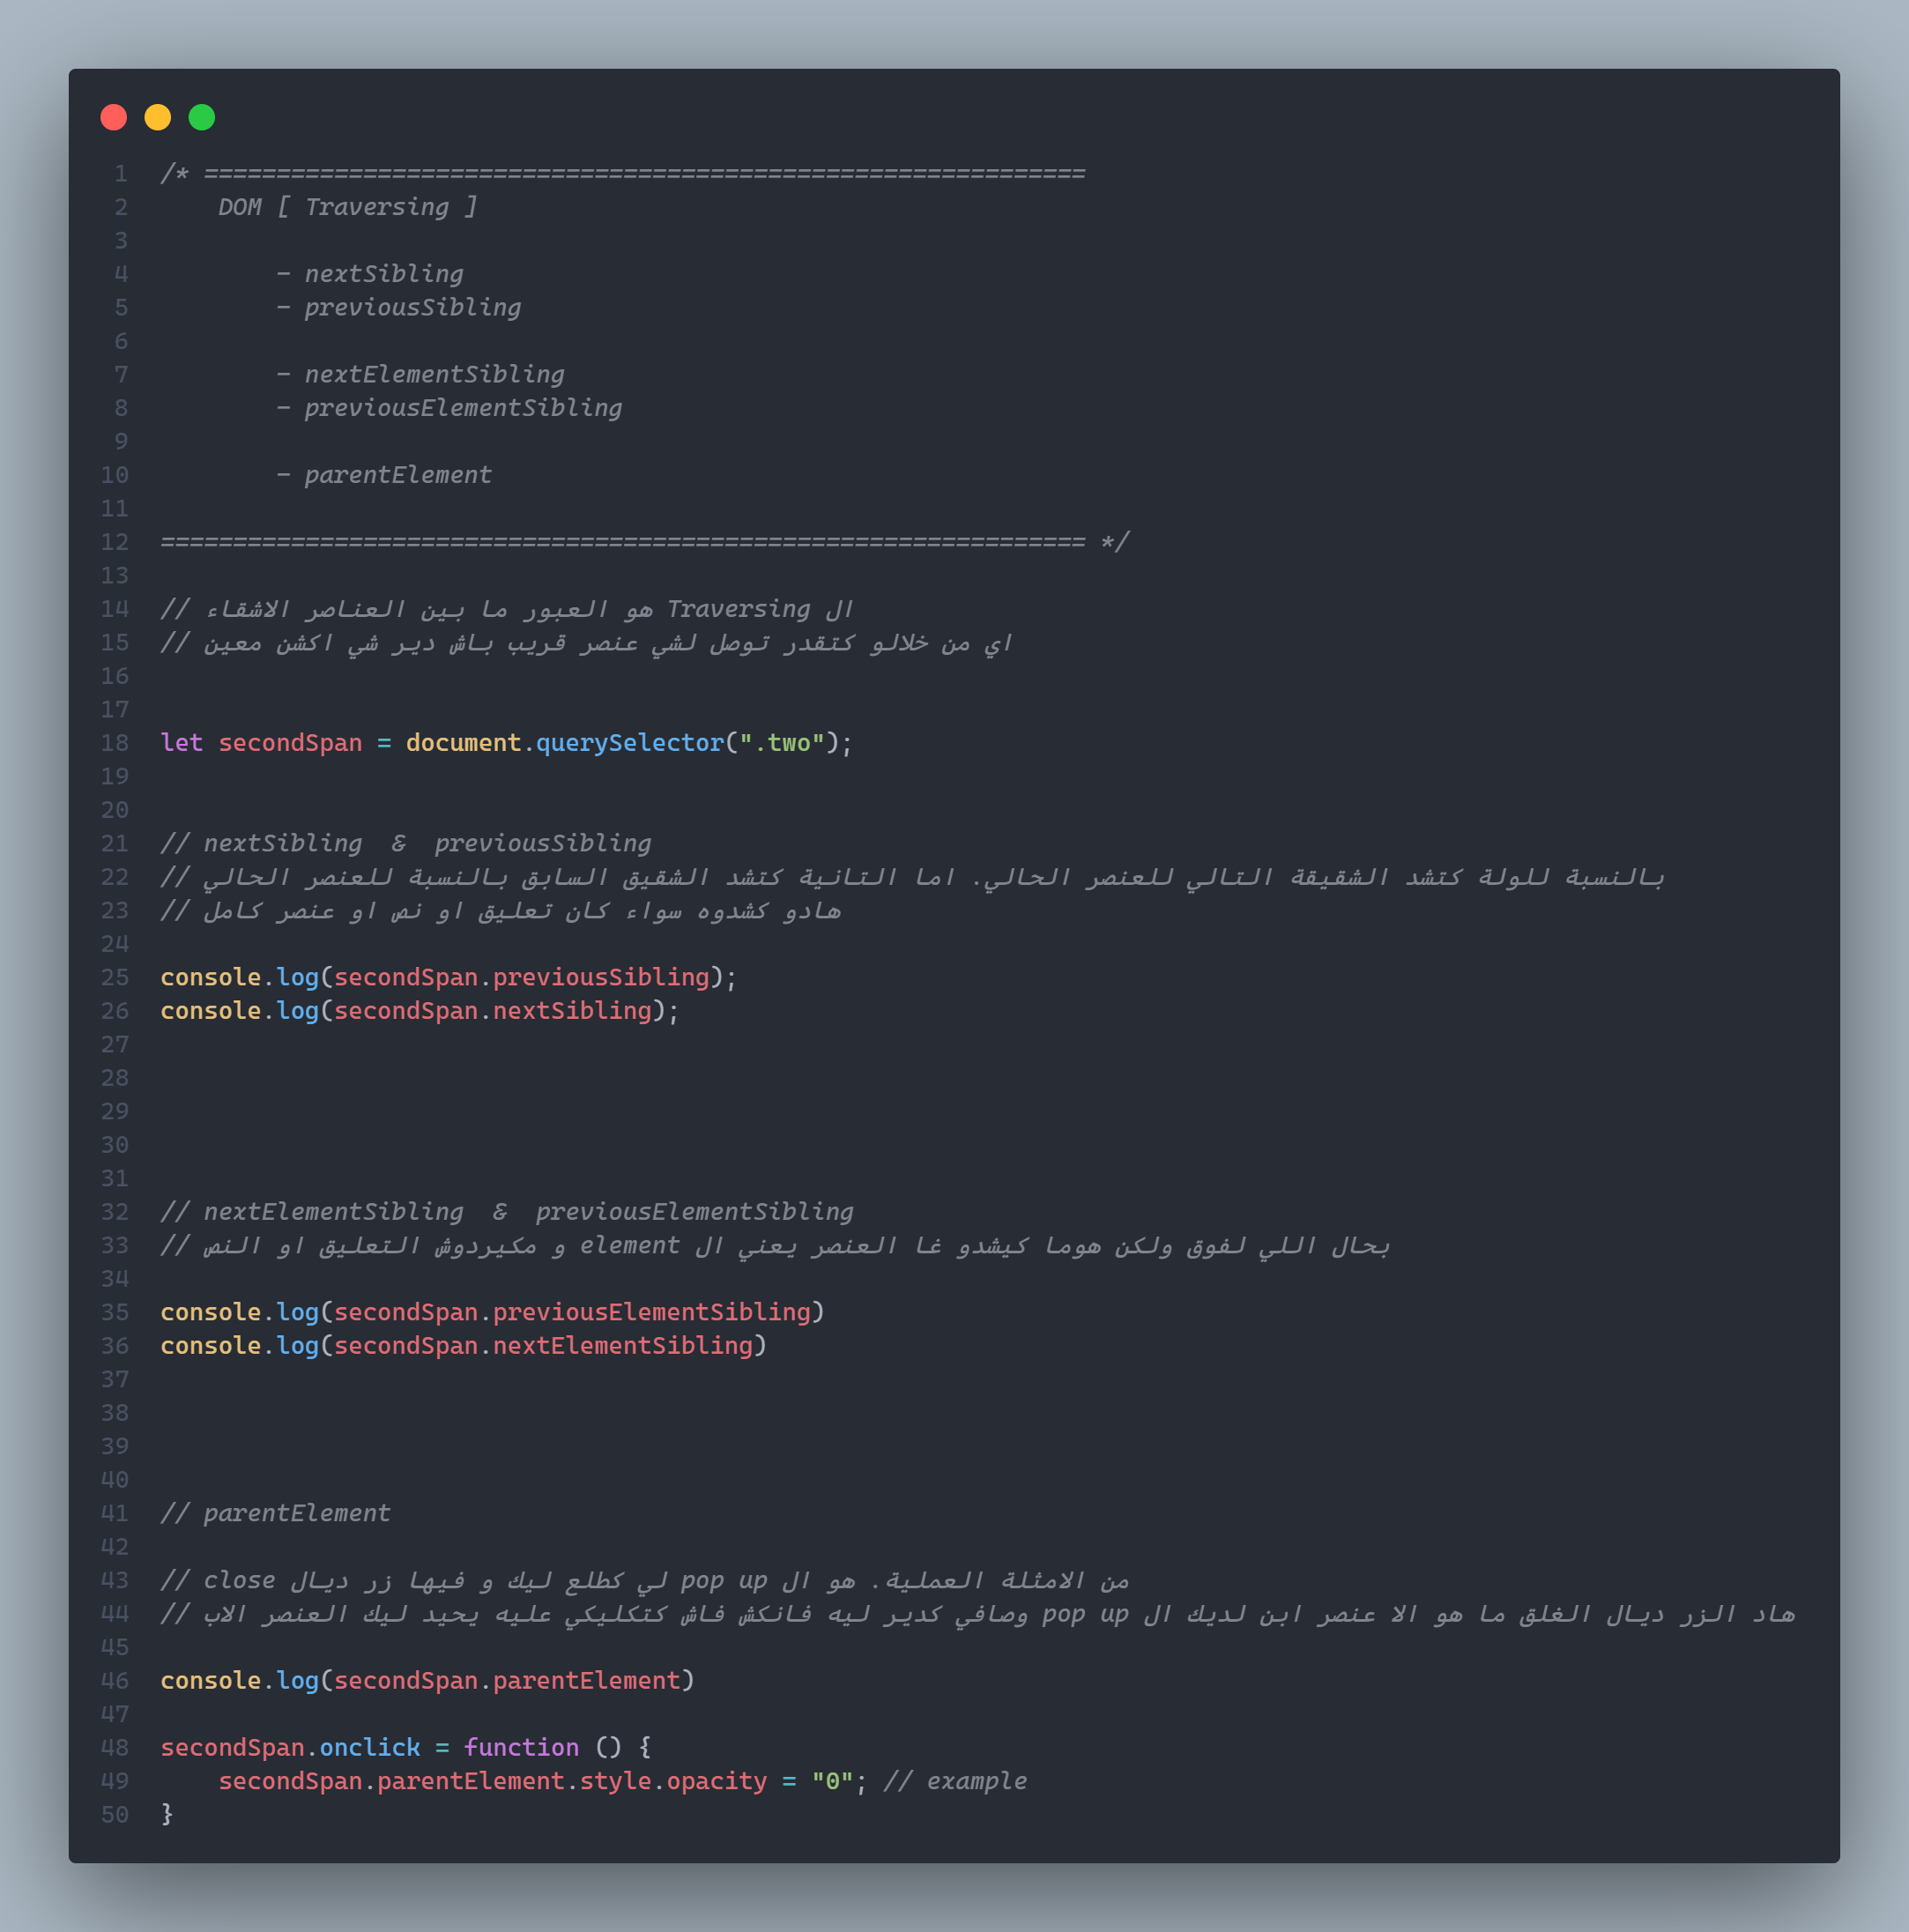 1 /* =============================================================
2 DOM [ Traversing ]
3
4 - nextSibling
5 - previousSibling
6
7 - nextElementSibling
8 - previousElementSibling
9
10 - parentElement
11
12 ================================================================ */
13
14 // ال Traversing هو العبور ما بين العناصر الاشقاء
15 // اي من خلالو كتقدر توصل لشي عنصر قريب باش دير شي اكشن معين
16
17
18 let secondSpan = document.querySelector(".two");
19
20
21 // nextSibling  &  previousSibling
22 // بالنسبة للولة كتشد الشقيقة التالي للعنصر الحالي. اما التانية كتشد الشقيق السابق بالنسبة للعنصر الحالي
23 // هادو كشدوه سواء كان تعليق او نص او عنصر كامل
24
25 console.log(secondSpan.previousSibling);
26 console.log(secondSpan.nextSibling);
27
28
29
30
31
32 // nextElementSibling  &  previousElementSibling
33 // بحال اللي لفوق ولكن هوما كيشدو غا العنصر يعني ال element و مكيردوش التعليق او النص
34
35 console.log(secondSpan.previousElementSibling)
36 console.log(secondSpan.nextElementSibling)
37
38
39
40
41 // parentElement
42
43 // من الامثلة العملية. هو ال pop up لي كطلع ليك و فيها زر ديال close
44 // هاد الزر ديال الغلق ما هو الا عنصر ابن لديك ال pop up وصافي كدير ليه فانكش فاش كتكليكي عليه يحيد ليك العنصر الاب
45
46 console.log(secondSpan.parentElement)
47
48 secondSpan.onclick = function () {
49 secondSpan.parentElement.style.opacity = "0"; // example
50 }